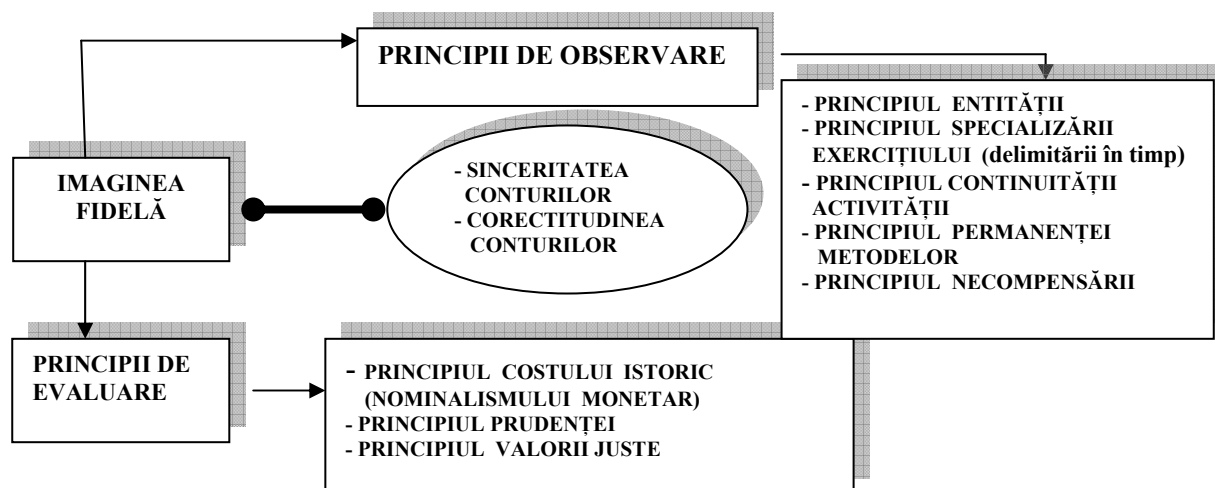 PRINCIPII DE OBSERVARE
- PRINCIPIUL ENTITĂȚII
- PRINCIPIUL SPECIALIZĂRII
EXERCIȚIULUI (delimitării în timp)
- PRINCIPIUL CONTINUITĂȚII
ACTIVITĂȚII
- PRINCIPIUL PERMANENȚEI
METODELOR
- PRINCIPIUL NECOMPENSĂRII
IMAGINEA
FIDELĂ
- SINCERITATEA
CONTURILOR
- CORECTITUDINEA
CONTURILOR
PRINCIPII DE
EVALUARE
- PRINCIPIUL COSTULUI ISTORIC
(NOMINALISMULUI MONETAR)
- PRINCIPIUL PRUDENȚEI
- PRINCIPIUL VALORII JUSTE